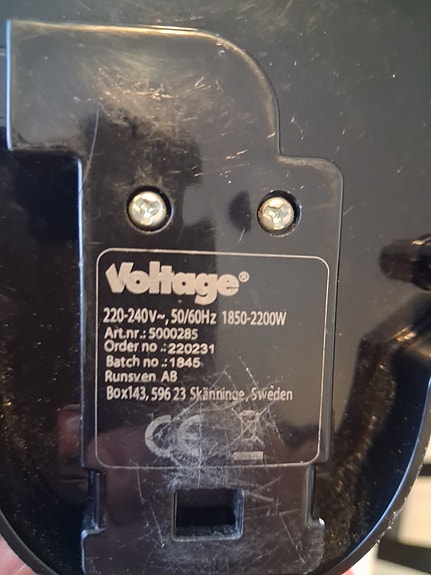 Voltage®
220-240V~, 50/60Hz 1850-2200W
Art.nr.: 5000285
Order no.: 220231
Batch no.: 1845
Runsven AB
Box143, 596 23 Skänninge, Sweden
CE